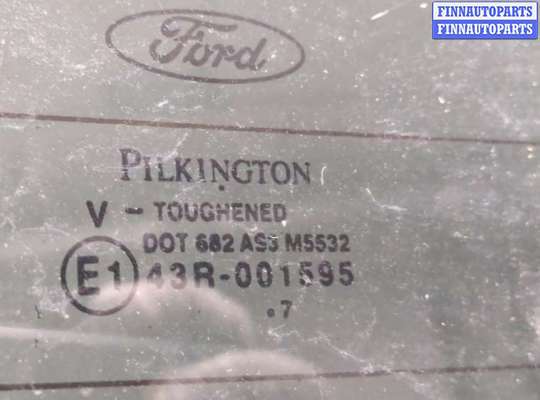 FINNAUTOPARTS
FINNAUTOPARTS
Ford
PILKINGTON
V - TOUGHENED
DOT 682 AS3 M5532
E1 43R-001595
.7